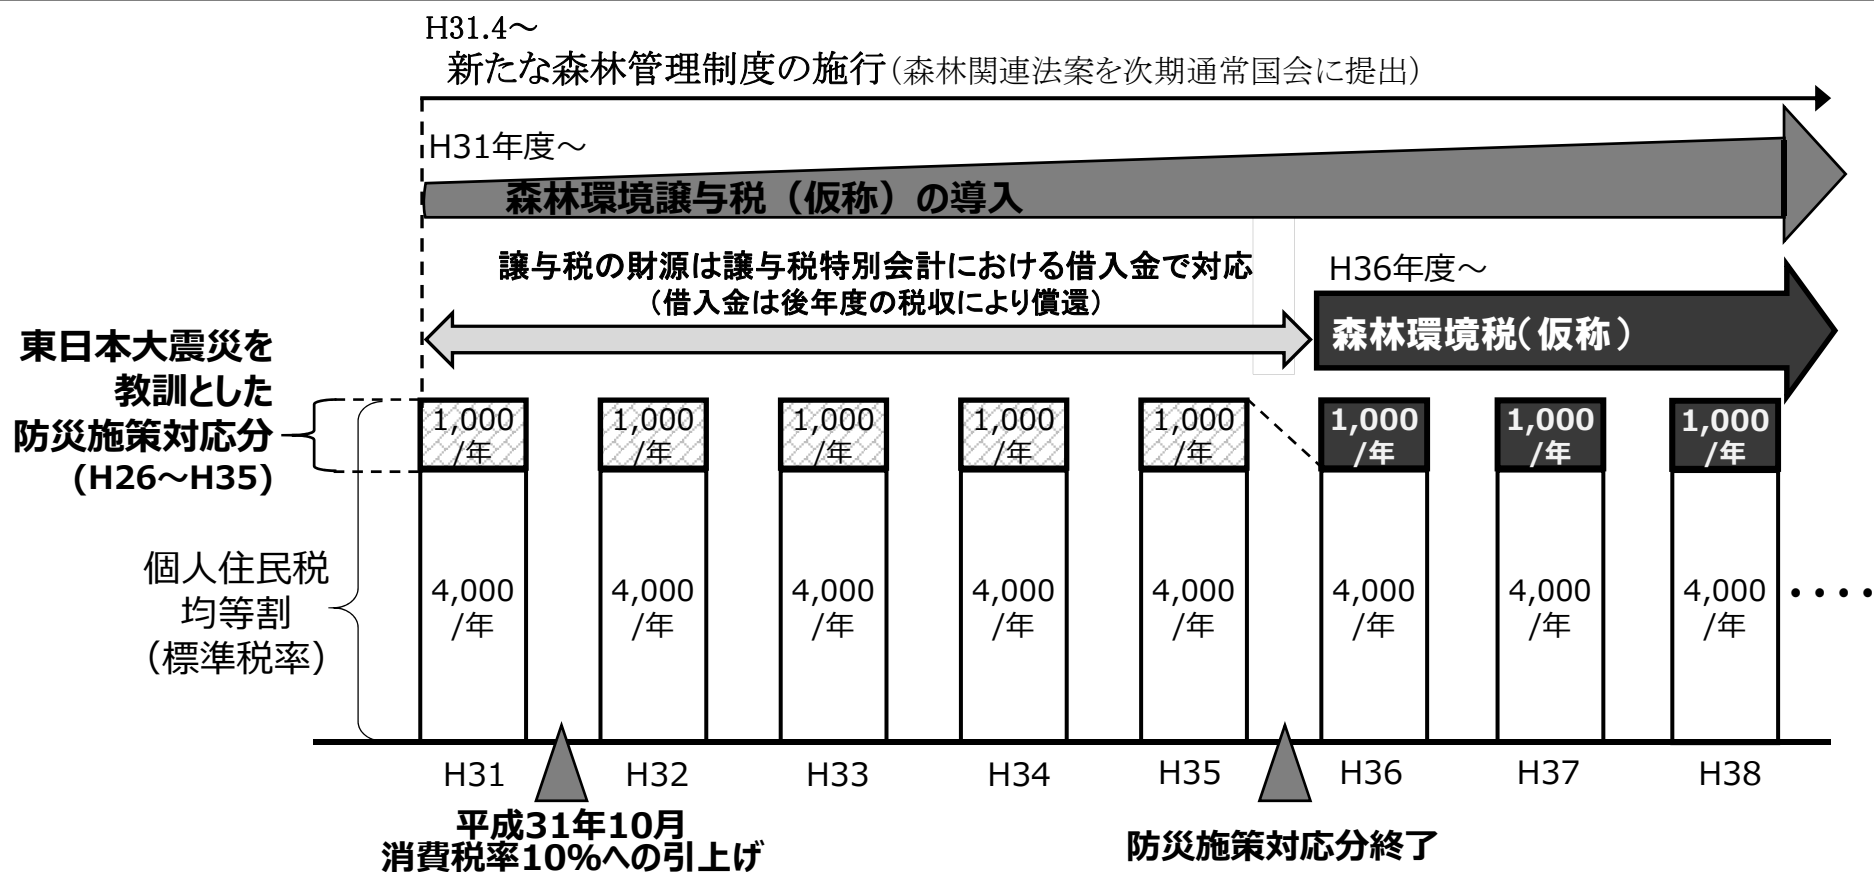 H31.4～
新たな森林管理制度の施行（森林関連法案を次期通常国会に提出）
H31年度～
森林環境譲与税（仮称）の導入
譲与税の財源は譲与税特別会計における借入金で対応
（借入金は後年度の税収により償還）
H36年度～
森林環境税（仮称）
東日本大震災を
教訓とした
防災施策対応分
(H26～H35)
1,000
/年
1,000
/年
1,000
/年
1,000
/年
1,000
/年
1,000
/年
1,000
/年
1,000
/年
個人住民税
均等割
（標準税率）
4,000
/年
4,000
/年
4,000
/年
4,000
/年
4,000
/年
4,000
/年
4,000
/年
4,000
/年
・・・・
H31
H32
H33
H34
H35
H36
H37
H38
平成31年10月
消費税率10%への引上げ
防災施策対応分終了